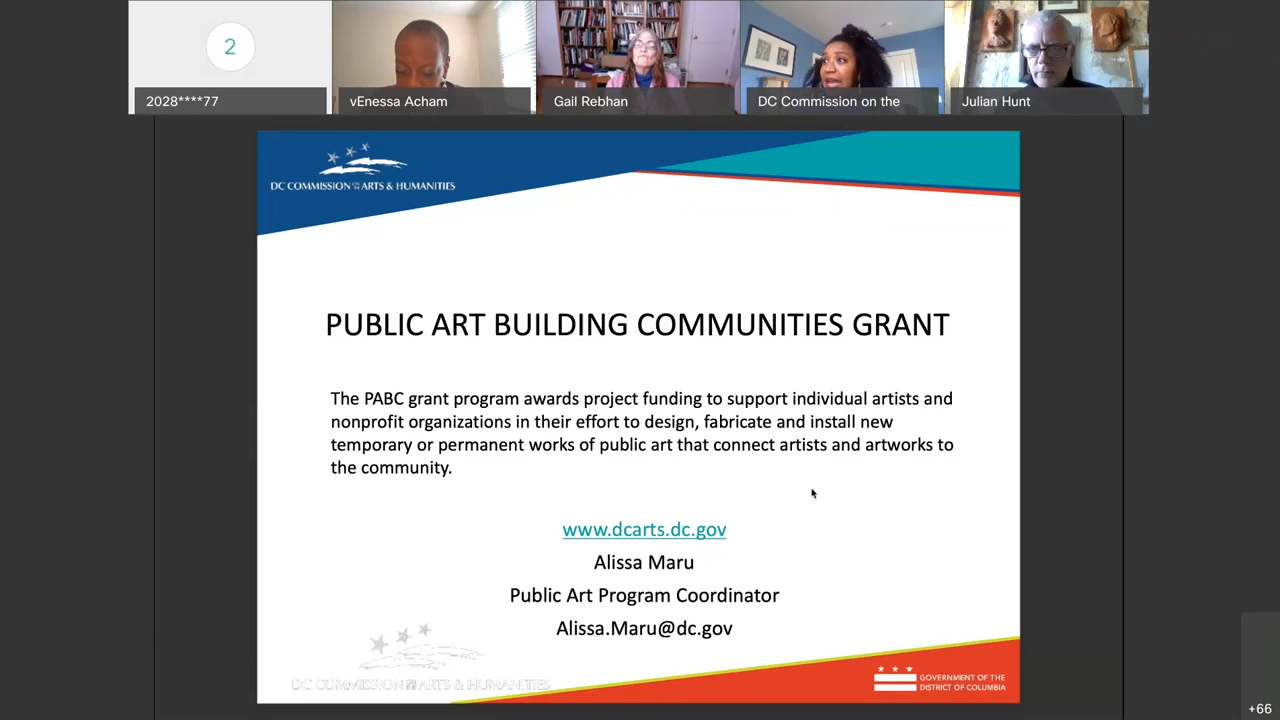 2
2028****77
vEnessa Acham
Gail Rebhan
DC Commission on the
Julian Hunt
DC COMMISSION ON THE ARTS & HUMANITIES
PUBLIC ART BUILDING COMMUNITIES GRANT
The PABC grant program awards project funding to support individual artists and
nonprofit organizations in their effort to design, fabricate and install new
temporary or permanent works of public art that connect artists and artworks to
the community.
www.dcarts.dc.gov
Alissa Maru
Public Art Program Coordinator
Alissa.Maru@dc.gov
DC COMMISSION ON THE ARTS & HUMANITIES
GOVERNMENT OF THE
DISTRICT OF COLUMBIA
+66